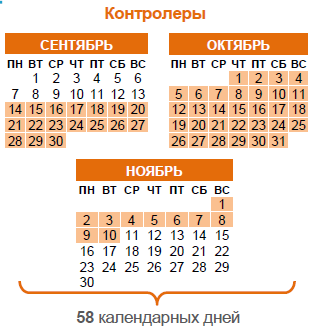 Контролеры
СЕНТЯБРЬ
ПН ВТ СР ЧТ ПТ СБ ВС
1 2 3 4 5 6
7 8 9 10 11 12 13
14 15 16 17 18 19 20
21 22 23 24 25 26 27
28 29 30
ОКТЯБРЬ
ПН ВТ СР ЧТ ПТ СБ ВС
1 2 3 4
5 6 7 8 9 10 11
12 13 14 15 16 17 18
19 20 21 22 23 24 25
26 27 28 29 30 31
НОЯБРЬ
ПН ВТ СР ЧТ ПТ СБ ВС
1
2 3 4 5 6 7 8
9 10 11 12 13 14 15
16 17 18 19 20 21 22
23 24 25 26 27 28 29
30
58 календарных дней